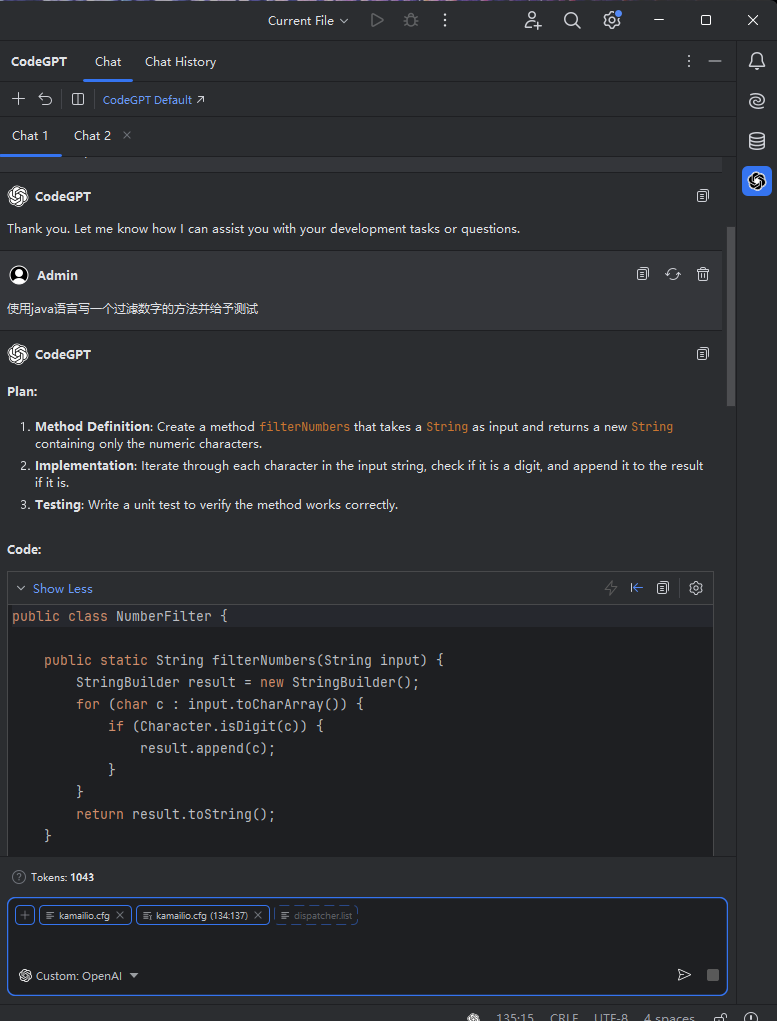 Current File
CodeGPT Chat Chat History
CodeGPT Default ↗
Chat 1 Chat 2
CodeGPT
Thank you. Let me know how I can assist you with your development tasks or questions.
Admin
使用java语言写一个过滤数字的方法并给予测试
CodeGPT
Plan:
1. Method Definition: Create a method filterNumbers that takes a String as input and returns a new String
containing only the numeric characters.
2. Implementation: Iterate through each character in the input string, check if it is a digit, and append it to the result
if it is.
3. Testing: Write a unit test to verify the method works correctly.
Code:
Show Less
public class NumberFilter {
public static String filterNumbers(String input) {
StringBuilder result = new StringBuilder();
for (char c : input.toCharArray()) {
if (Character.isDigit(c)) {
result.append(c);
}
}
return result.toString();
}
Tokens: 1043
kamailio.cfg kamailio.cfg (134:137) dispatcher.list
Custom: OpenAI
135:15 CRLF UTF-8 4 spaces